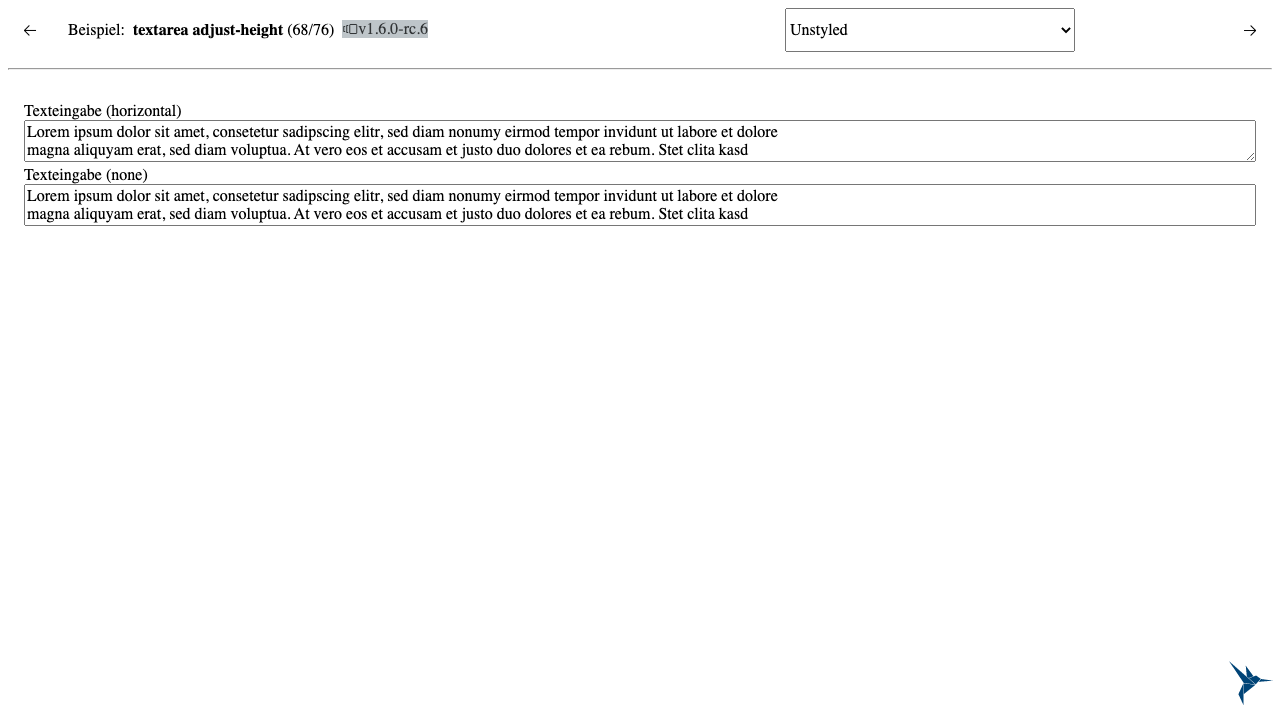 Beispiel: textarea adjust-height (68/76) v1.6.0-rc.6 Unstyled
Texteingabe (horizontal)
Lorem ipsum dolor sit amet, consetetur sadipscing elitr, sed diam nonumy eirmod tempor invidunt ut labore et dolore
magna aliquyam erat, sed diam voluptua. At vero eos et accusam et justo duo dolores et ea rebum. Stet clita kasd
Texteingabe (none)
Lorem ipsum dolor sit amet, consetetur sadipscing elitr, sed diam nonumy eirmod tempor invidunt ut labore et dolore
magna aliquyam erat, sed diam voluptua. At vero eos et accusam et justo duo dolores et ea rebum. Stet clita kasd